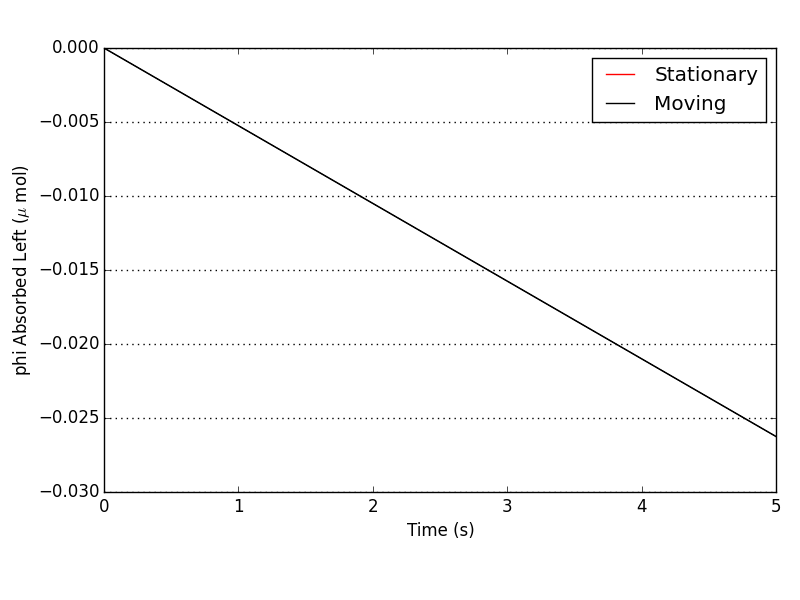 0.000
−0.005
−0.010
−0.015
−0.020
−0.025
−0.030
phi Absorbed Left (μ mol)
Stationary
Moving
0 1 2 3 4 5
Time (s)